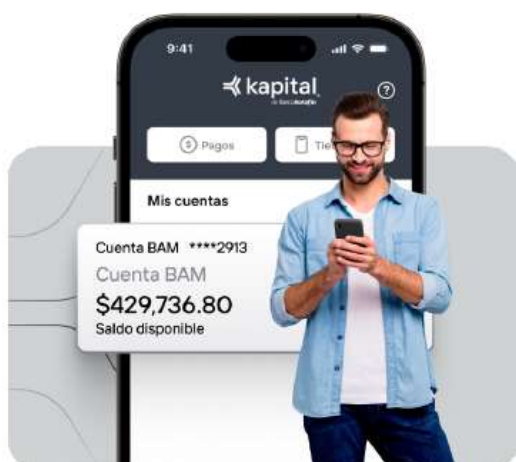 9:41
kapital
Pagos
Mis cuentas
Cuenta BAM ****2913
Cuenta BAM
$429,736.80
Saldo disponible